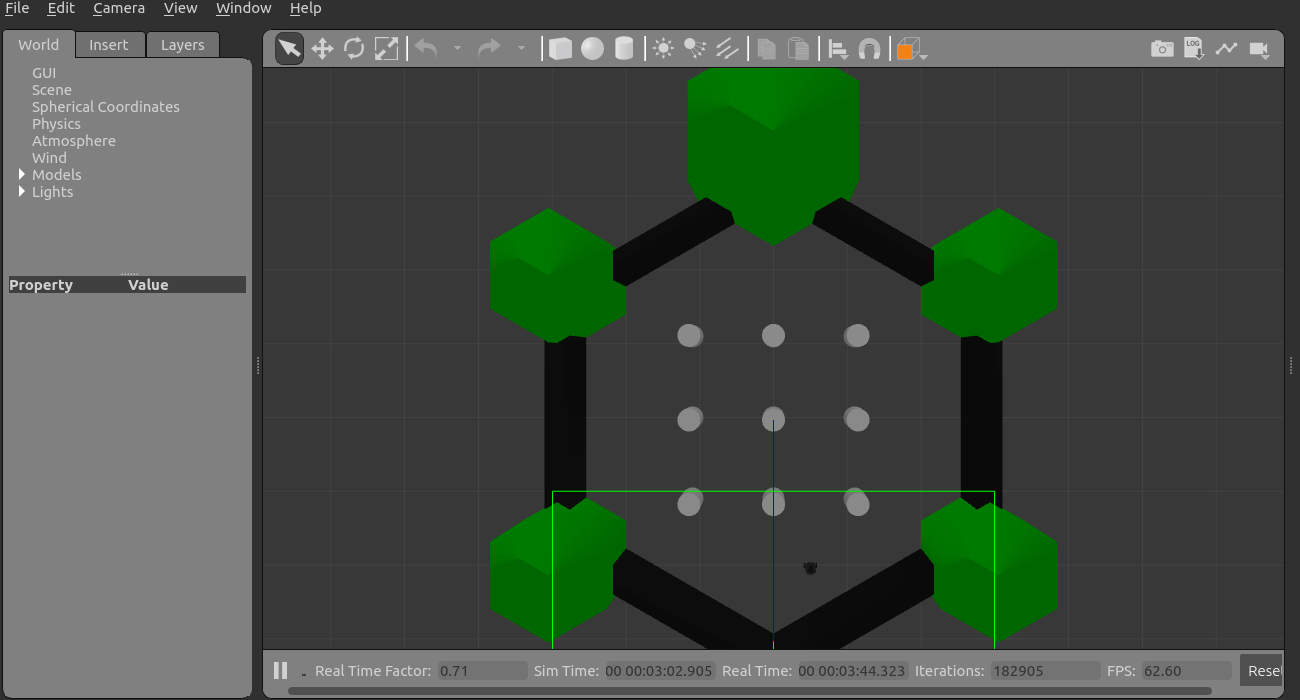 File Edit Camera View Window Help
World Insert Layers
GUI
Scene
Spherical Coordinates
Physics
Atmosphere
Wind
Models
Lights
Property Value
LOG
Real Time Factor: 0.71 Sim Time: 00 00:03:02.905 Real Time: 00 00:03:44.323 Iterations: 182905 FPS: 62.60 Rese